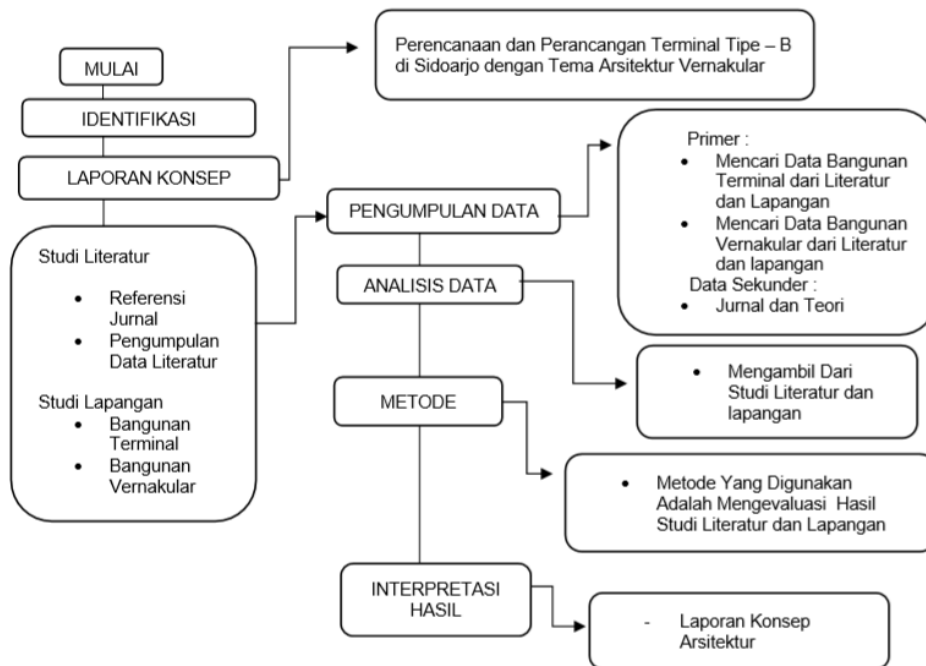 MULAI
IDENTIFIKASI
LAPORAN KONSEP
Perencanaan dan Perancangan Terminal Tipe – B
di Sidoarjo dengan Tema Arsitektur Vernakular
Studi Literatur
• Referensi
Jurnal
• Pengumpulan
Data Literatur
Studi Lapangan
• Bangunan
Terminal
• Bangunan
Vernakular
PENGUMPULAN DATA
Primer :
• Mencari Data Bangunan
Terminal dari Literatur
dan Lapangan
• Mencari Data Bangunan
Vernakular dari Literatur
dan lapangan
Data Sekunder :
• Jurnal dan Teori
ANALISIS DATA
• Mengambil Dari
Studi Literatur dan
lapangan
METODE
• Metode Yang Digunakan
Adalah Mengevaluasi Hasil
Studi Literatur dan Lapangan
INTERPRETASI
HASIL
- Laporan Konsep
Arsitektur